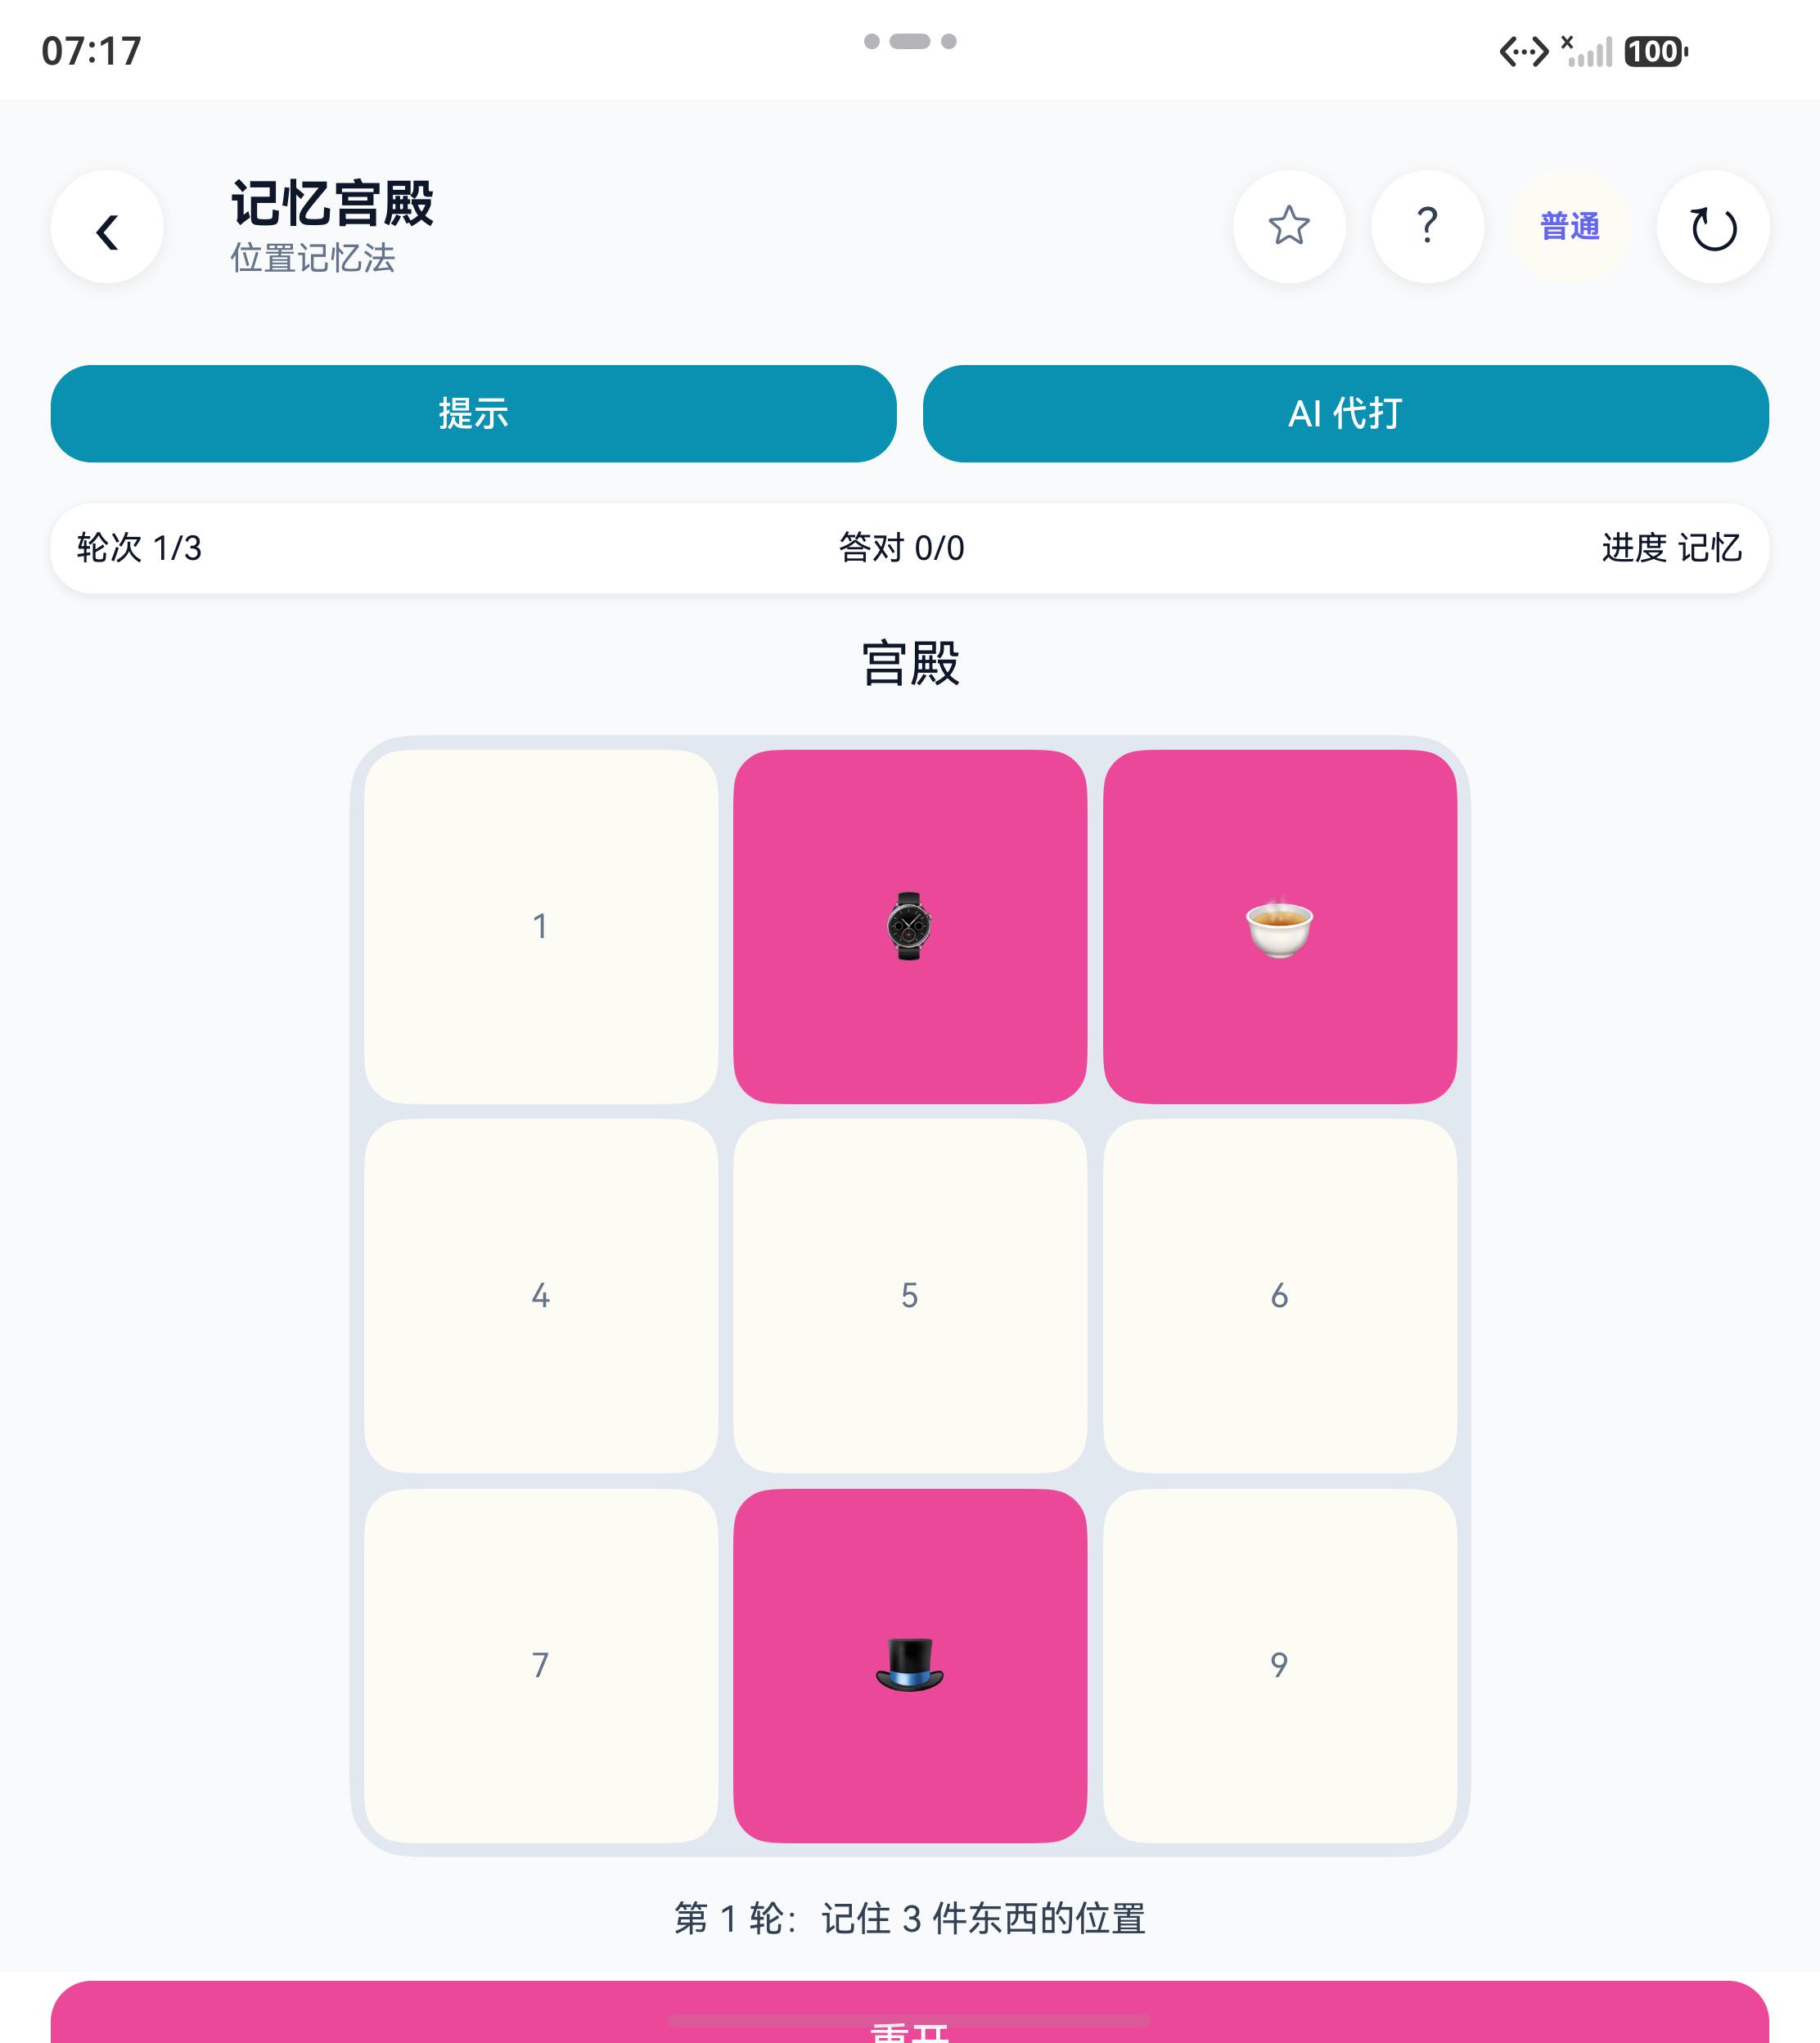 07:17
100
记忆宫殿
位置记忆法
?
普通
提示
AI 代打
轮次 1/3
答对 0/0
进度 记忆
宫殿
1
4
5
6
7
9
第 1 轮：记住 3 件东西的位置
重开